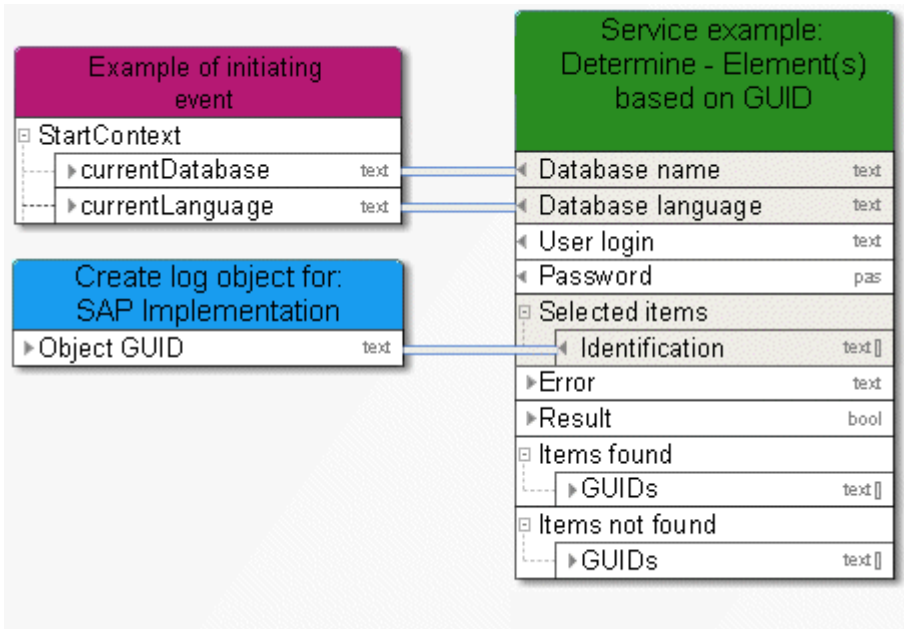 Example of initiating
event
StartContext
currentDatabase text
currentLanguage text
Create log object for:
SAP Implementation
Object GUID text
Service example:
Determine - Element(s)
based on GUID
Database name text
Database language text
User login text
Password pas
Selected items
Identification text[]
Error text
Result bool
Items found
GUIDs text[]
Items not found
GUIDs text[]